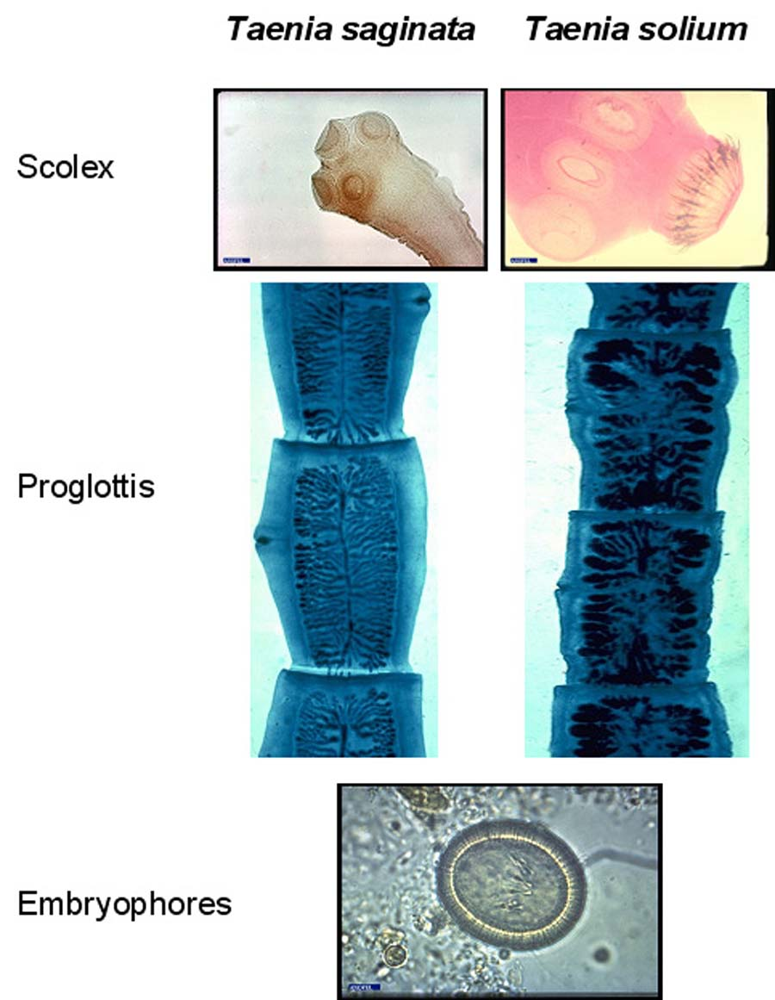 Taenia saginata Taenia solium
Scolex
Proglottis
Embryophores